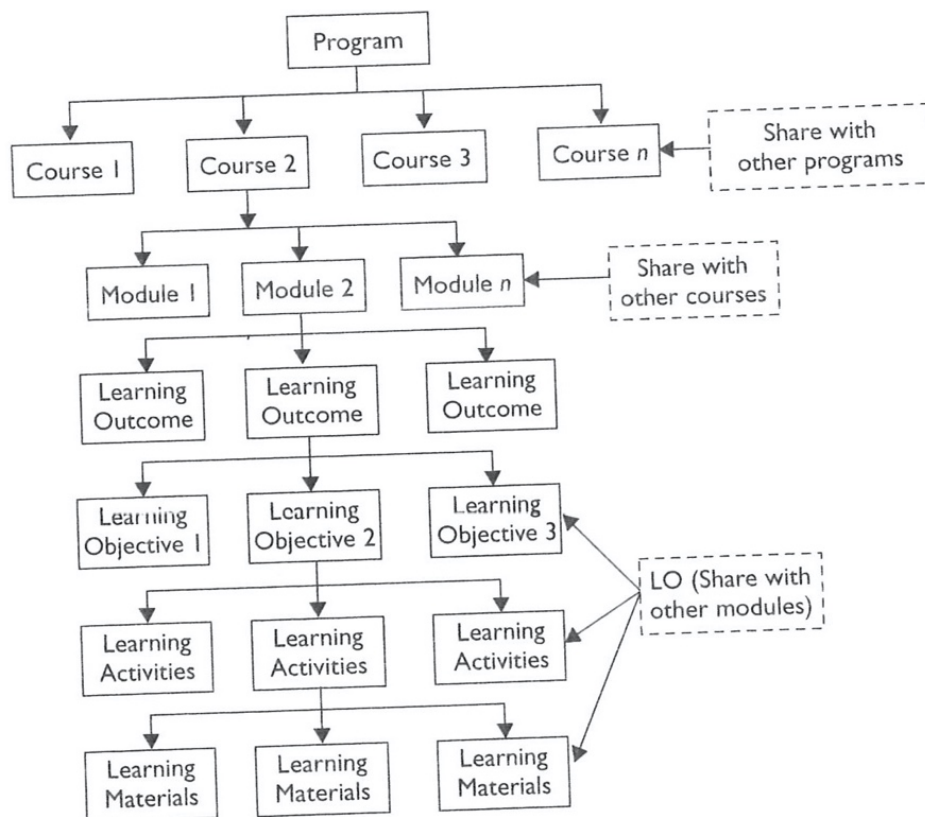 Program
Course 1
Course 2
Course 3
Course n
Share with
other programs
Module 1
Module 2
Module n
Share with
other courses
Learning
Outcome
Learning
Outcome
Learning
Outcome
Learning
Objective 1
Learning
Objective 2
Learning
Objective 3
LO (Share with
other modules)
Learning
Activities
Learning
Activities
Learning
Activities
Learning
Materials
Learning
Materials
Learning
Materials